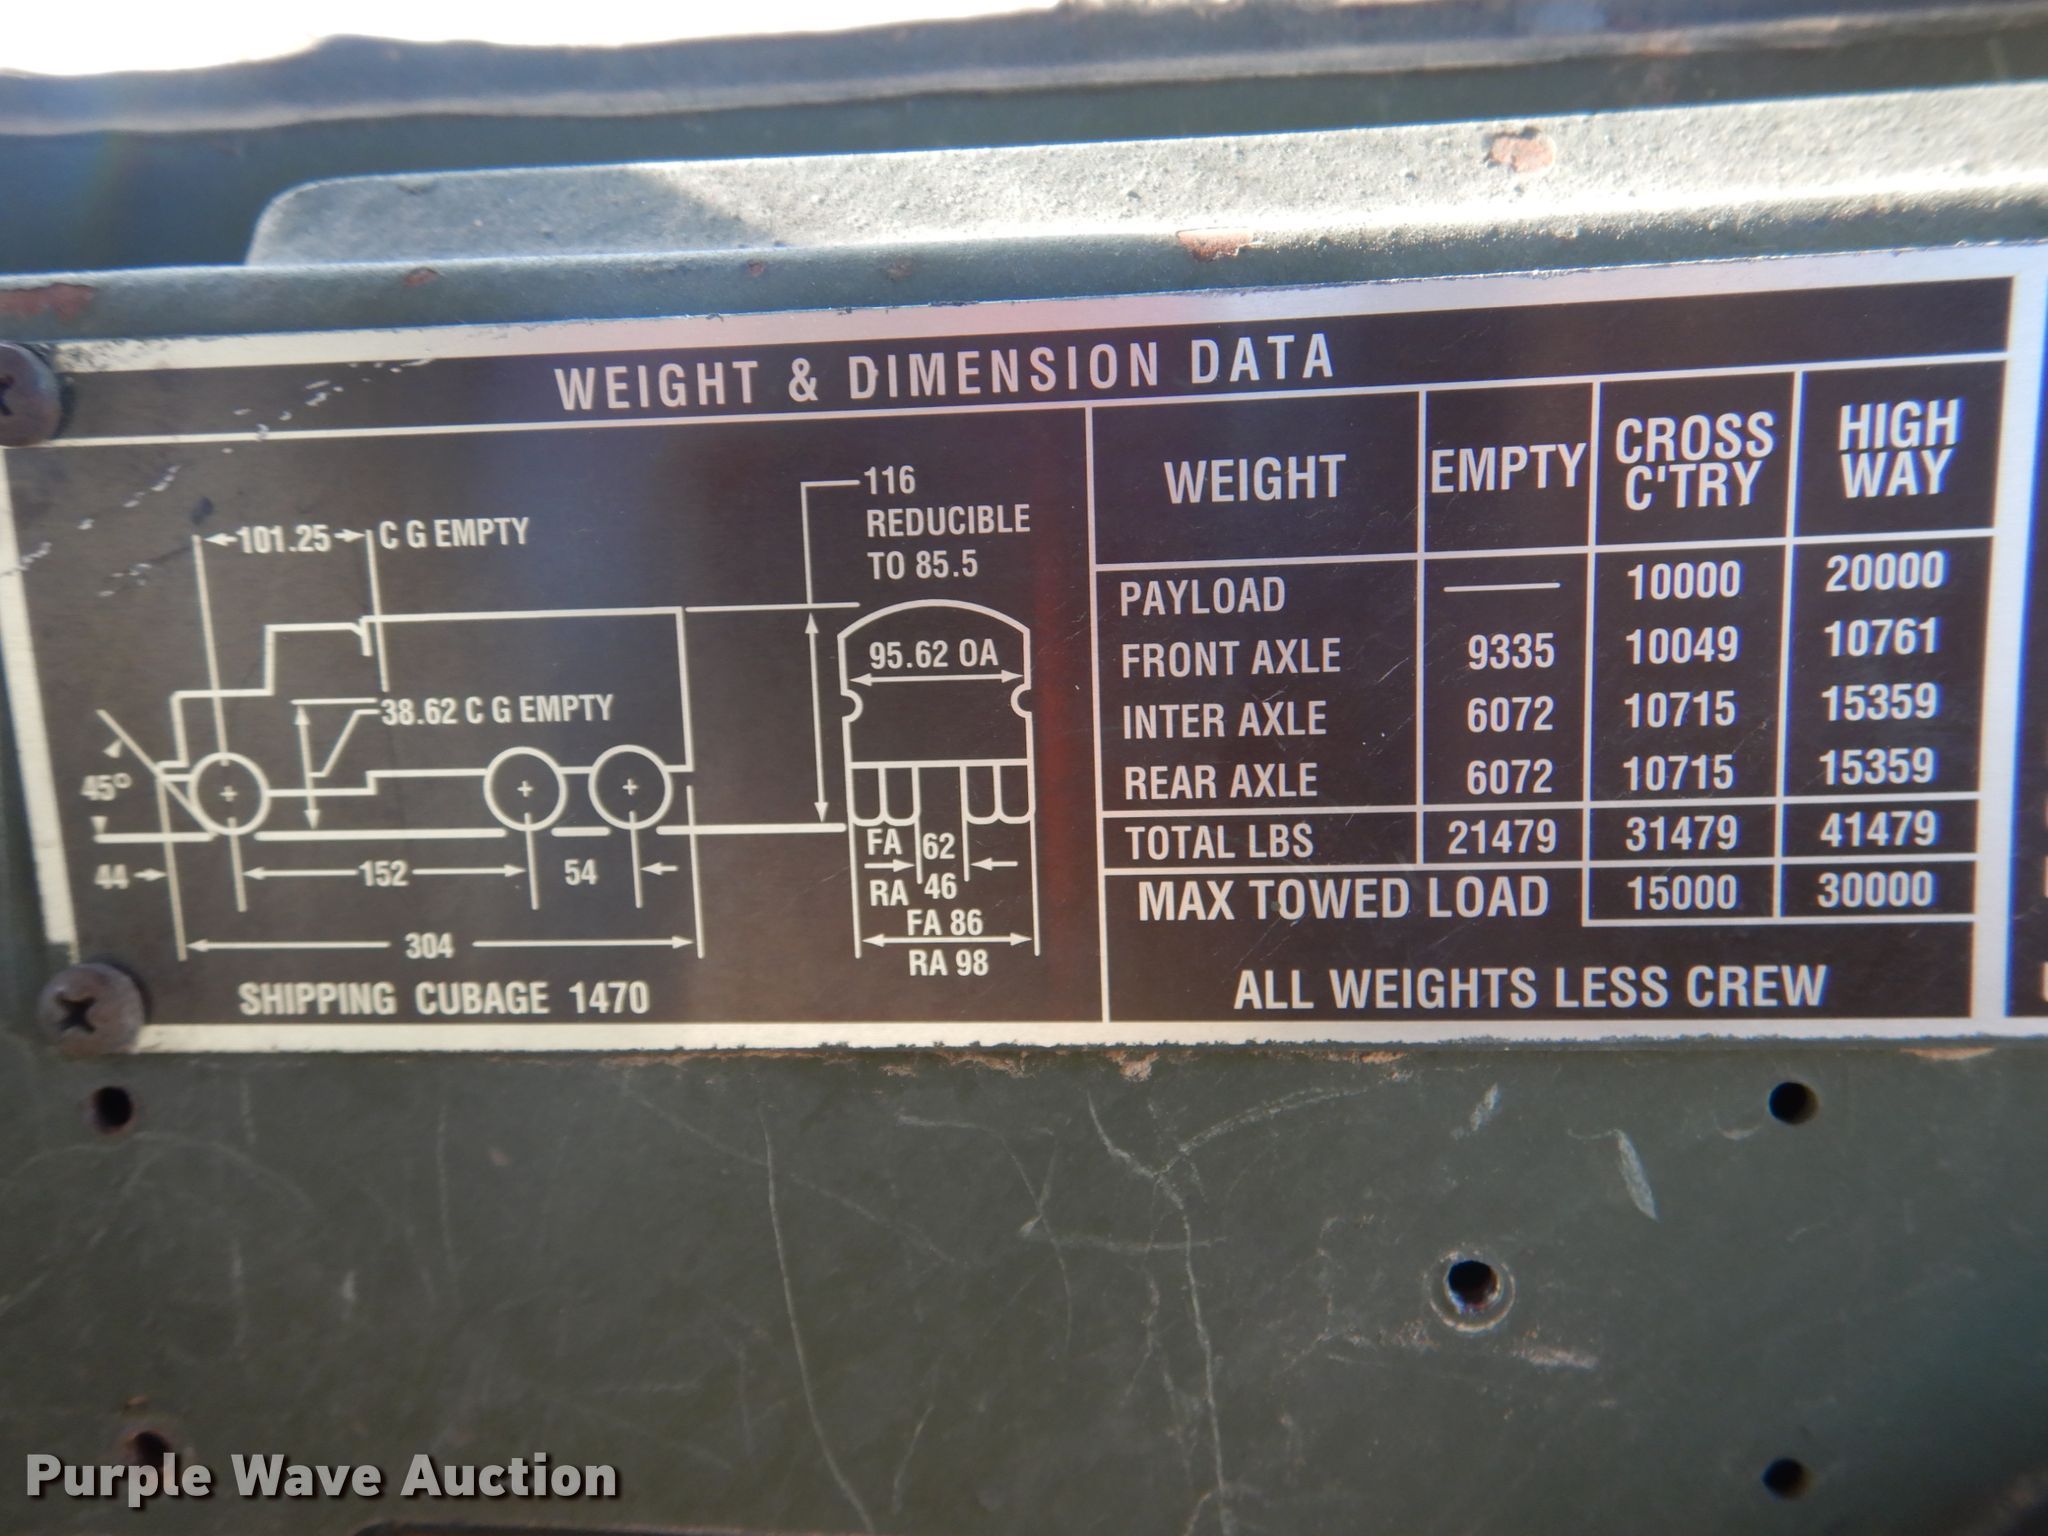 WEIGHT & DIMENSION DATA
101.25 C G EMPTY
116
REDUCIBLE
TO 85.5
95.62 OA
38.62 C G EMPTY
45°
44
152
54
304
SHIPPING CUBAGE 1470
FA 62
RA 46
FA 86
RA 98
WEIGHT EMPTY CROSS C'TRY HIGH WAY
PAYLOAD — 10000 20000
FRONT AXLE 9335 10049 10761
INTER AXLE 6072 10715 15359
REAR AXLE 6072 10715 15359
TOTAL LBS 21479 31479 41479
MAX TOWED LOAD 15000 30000
ALL WEIGHTS LESS CREW
Purple Wave Auction